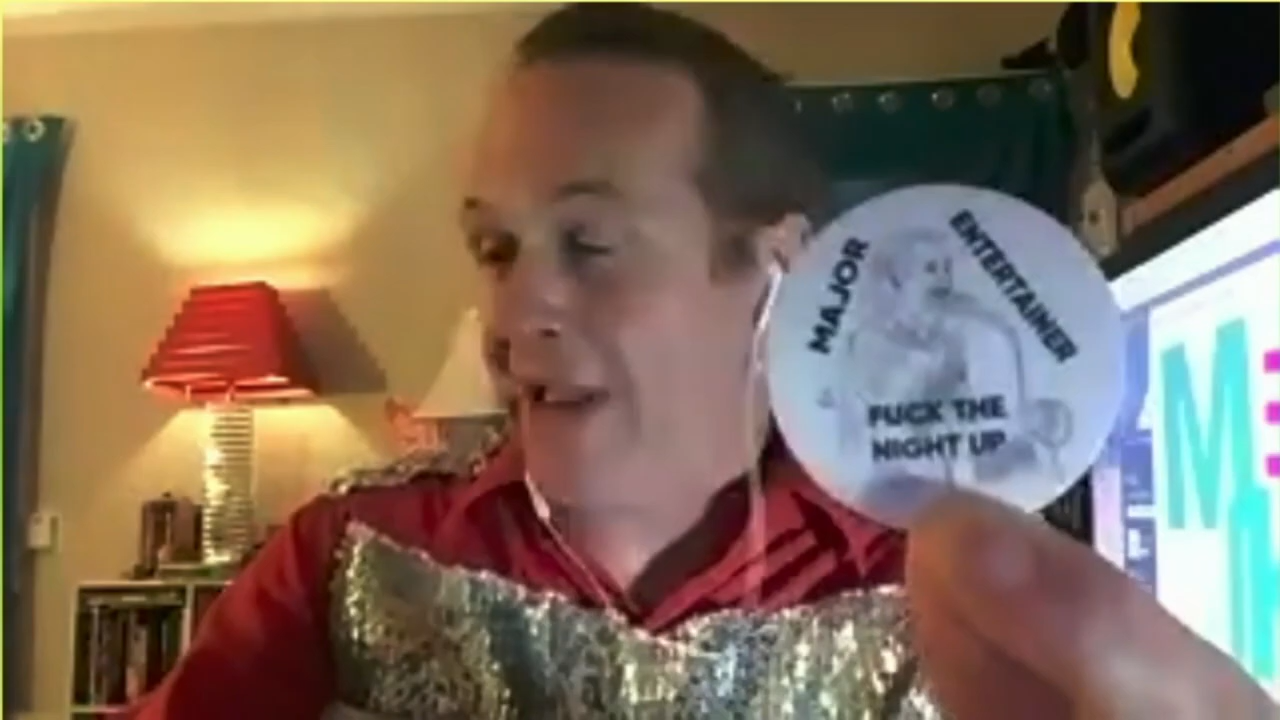 MAJOR
ENTERTAINER
FUCK THE
NIGHT UP
M